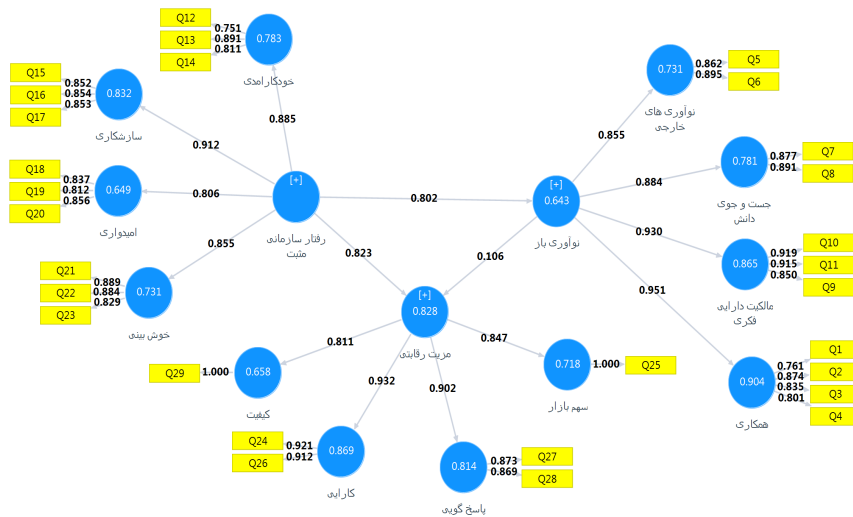 Q12
Q13
Q14
0.751
0.891
0.811
0.783
خودکارامدی
Q15
Q16
Q17
0.852
0.854
0.853
0.832
سازشکاری
Q18
Q19
Q20
0.837
0.812
0.856
0.649
امیدواری
Q21
Q22
Q23
0.889
0.884
0.829
0.731
خوش بینی
0.885
0.912
0.806
0.855
[+]
رفتار سازمانی
مثبت
0.802
0.823
[+]
0.643
نوآوری باز
0.106
0.855
0.884
0.930
0.951
0.731
نوآوری های
خارجی
0.862
0.895
Q5
Q6
0.781
جست و جوی
دانش
0.877
0.891
Q7
Q8
0.865
مالکیت دارایی
فکری
0.919
0.915
0.850
Q10
Q11
Q9
0.904
همکاری
0.761
0.874
0.835
0.801
Q1
Q2
Q3
Q4
[+]
0.828
مزیت رقابتی
0.811
0.932
0.902
0.847
Q29
1.000
0.658
کیفیت
Q24
Q26
0.921
0.912
0.869
کارایی
0.814
پاسخ گویی
0.873
0.869
Q27
Q28
0.718
سهم بازار
1.000
Q25